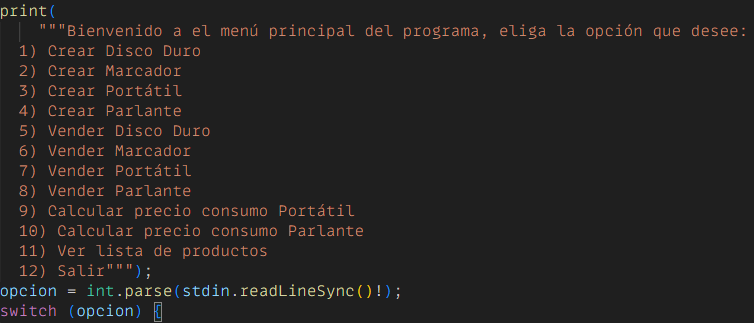 print(
"""Bienvenido a el menú principal del programa, eliga la opción que desee:
1) Crear Disco Duro
2) Crear Marcador
3) Crear Portátil
4) Crear Parlante
5) Vender Disco Duro
6) Vender Marcador
7) Vender Portátil
8) Vender Parlante
9) Calcular precio consumo Portátil
10) Calcular precio consumo Parlante
11) Ver lista de productos
12) Salir""");
opcion = int.parse(stdin.readLineSync()!);
switch (opcion) {